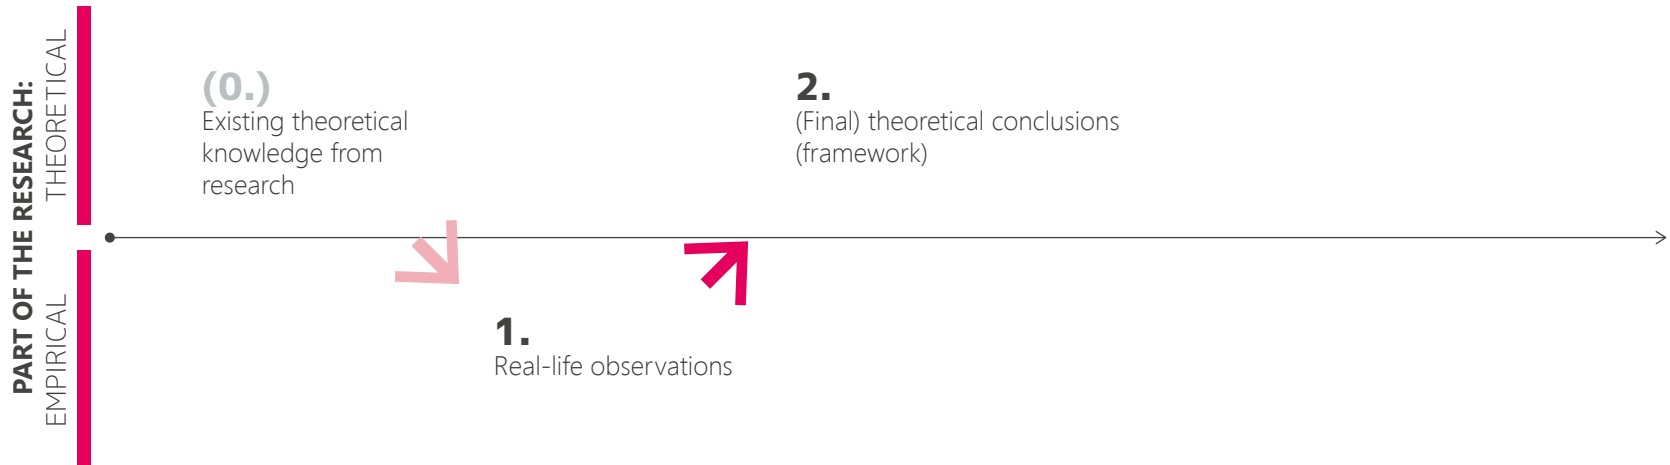 PART OF THE RESEARCH:
THEORETICAL
EMPIRICAL
(0.)
Existing theoretical
knowledge from
research
1.
Real-life observations
2.
(Final) theoretical conclusions
(framework)